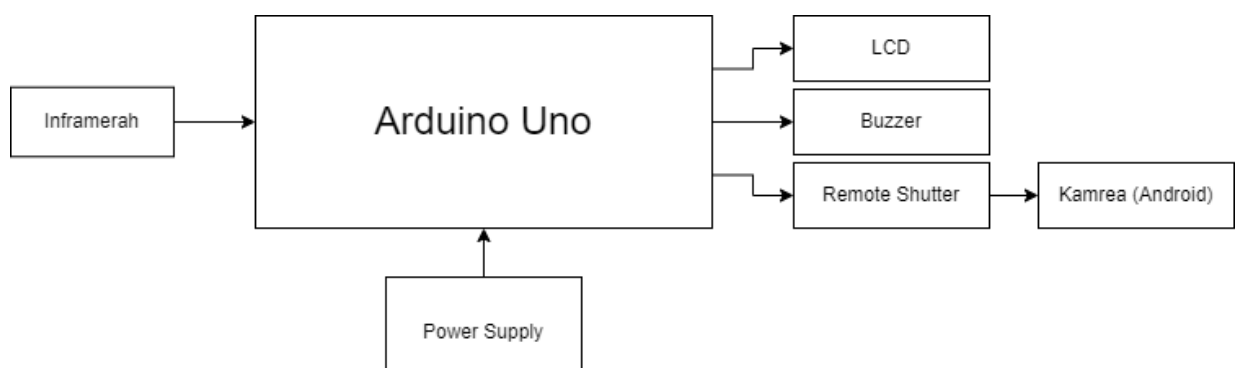 LCD
Inframerah
Arduino Uno
Buzzer
Remote Shutter
Kamrea (Android)
Power Supply